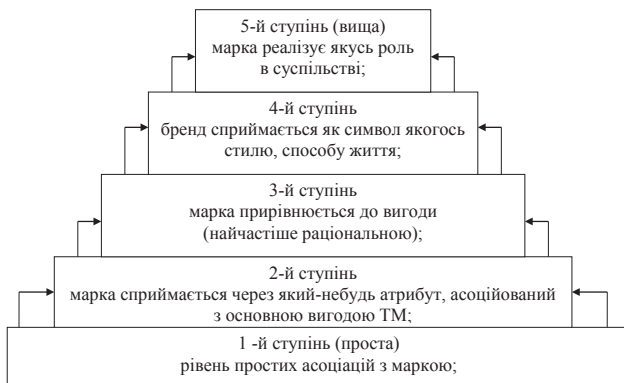 5-й ступінь (вища)
марка реалізує якусь роль
в суспільстві;
4-й ступінь
бренд сприймається як символ якогось
стилю, способу життя;
3-й ступінь
марка прирівнюється до вигоди
(найчастіше раціональною);
2-й ступінь
марка сприймається через який-небудь атрибут, асоційований
з основною вигодою ТМ;
1 -й ступінь (проста)
рівень простих асоціацій з маркою;